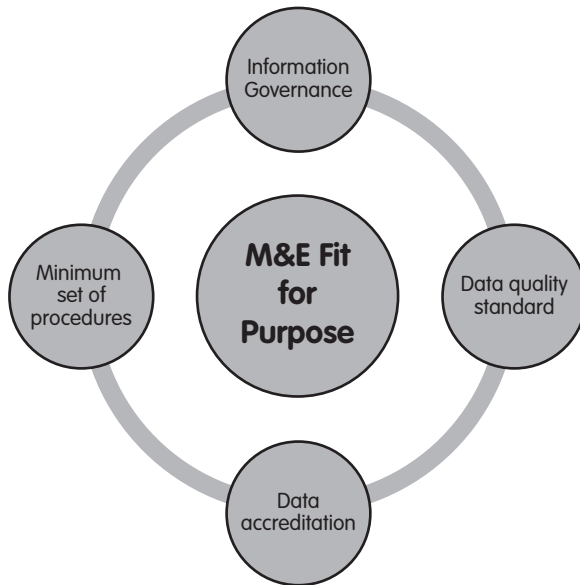 Information
Governance
Minimum
set of
procedures
M&E Fit
for
Purpose
Data quality
standard
Data
accreditation